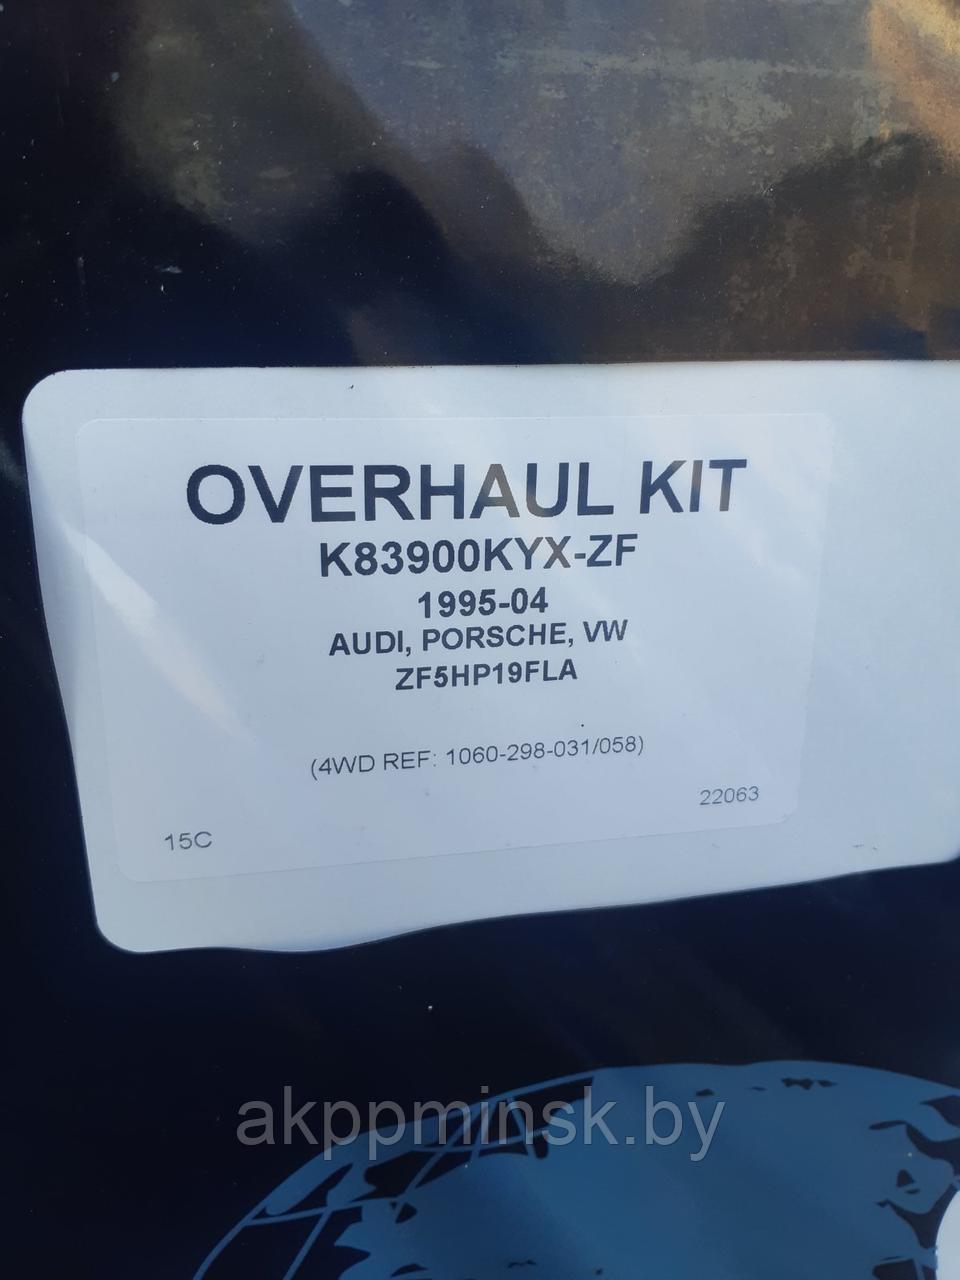 OVERHAUL KIT
K83900KYX-ZF
1995-04
AUDI, PORSCHE, VW
ZF5HP19FLA
(4WD REF: 1060-298-031/058)
22063
15C
akppminsk.by